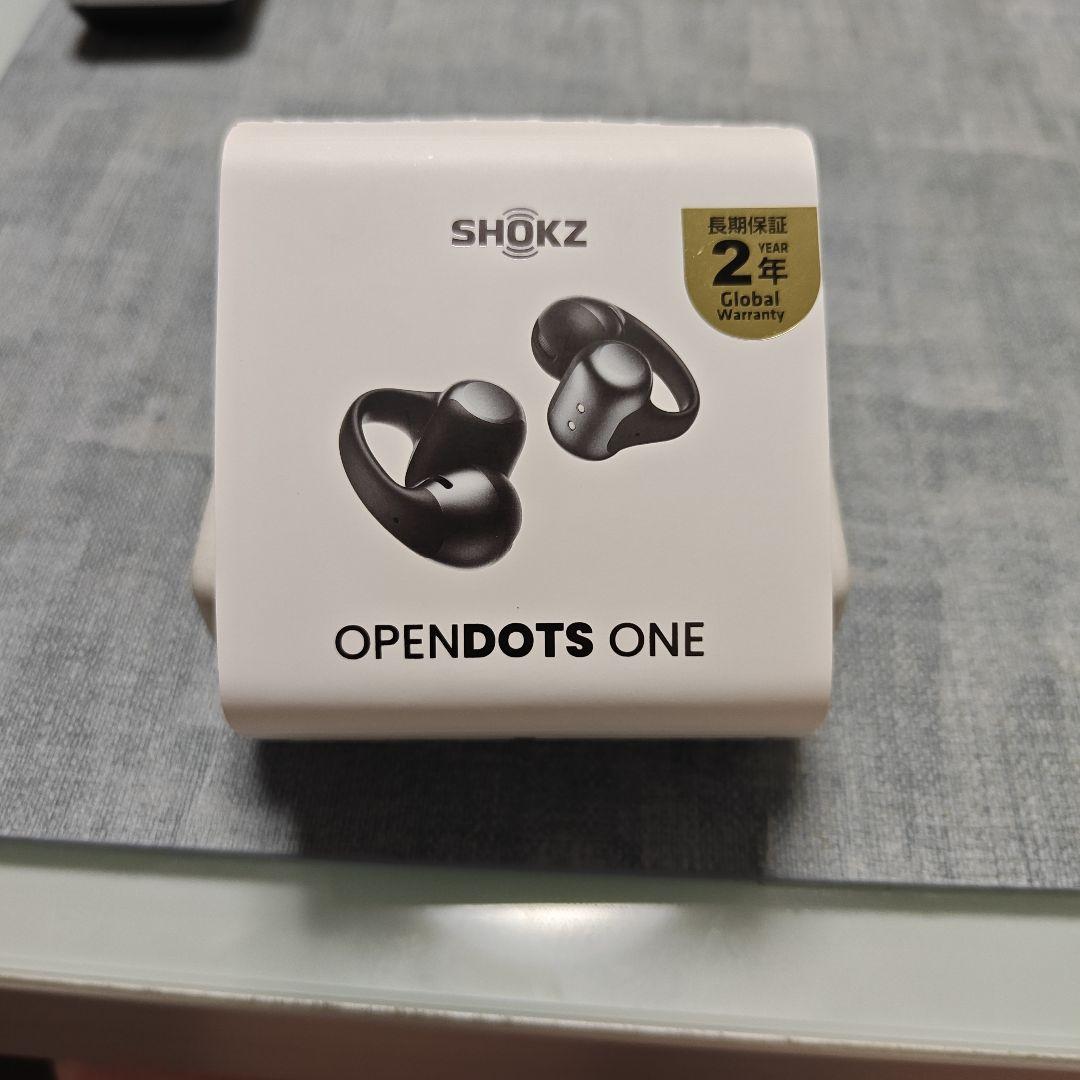 SHOKZ
長期保証
2 YEAR 年
Global
Warranty
OPENDOTS ONE